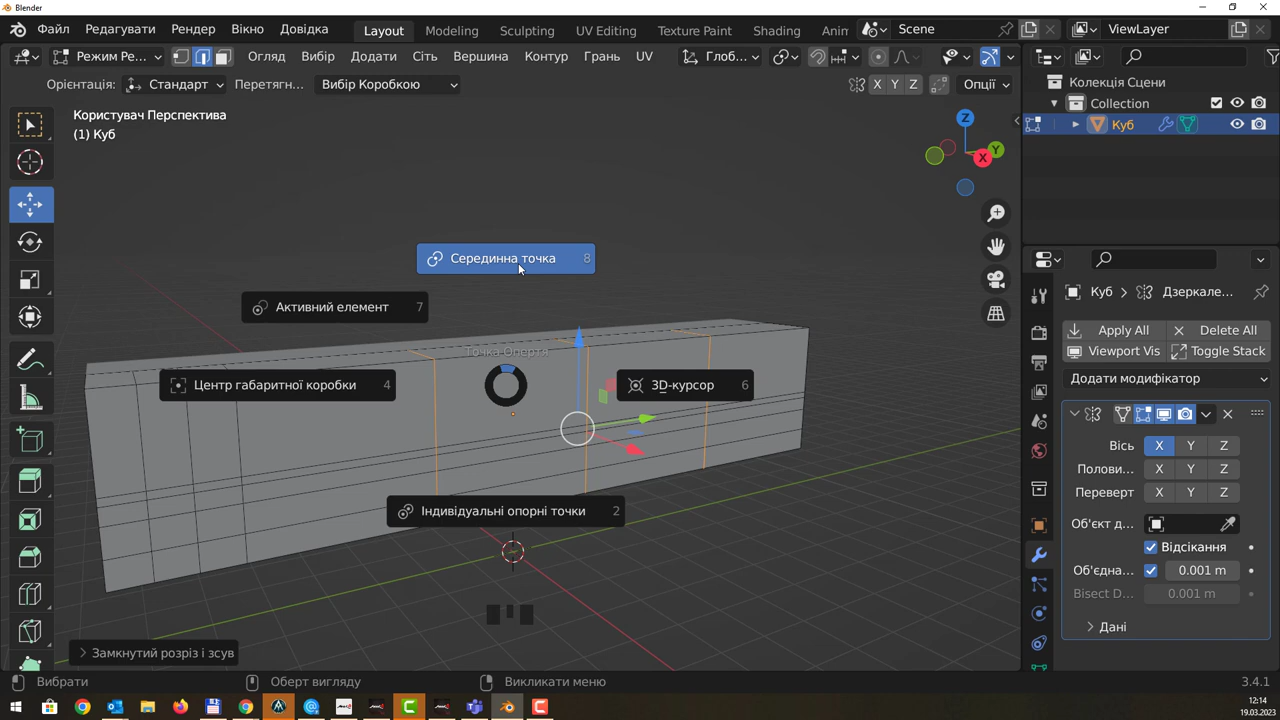 Blender
Файл Редагувати Рендер Вікно Довідка Layout Modeling Sculpting UV Editing Texture Paint Shading Anin Scene ViewLayer
Режим Ре... Огляд Вибір Додати Сіть Вершина Контур Грань UV Глоб...
Орієнтація: Стандарт Перетягн... Вибір Коробкою X Y Z Опції
Користувач Перспектива
(1) Куб
Z
Y
X
Колекція Сцени
Collection
Куб
Серединна точка 8
Активний елемент 7
Точка Опертя
Центр габаритної коробки 4
3D-курсор 6
Індивідуальні опорні точки 2
Куб Дзеркале...
Apply All Delete All
Viewport Vis Toggle Stack
Додати модифікатор
Вісь X Y Z
Полови... X Y Z
Переверт X Y Z
Об'єкт д...
Відсікання
Об'єдна... 0.001 m
Bisect D... 0.001 m
Дані
Замкнутий розріз і зсув
Вибрати Оберт вигляду Викликати меню 3.4.1
12:14
19.03.2023